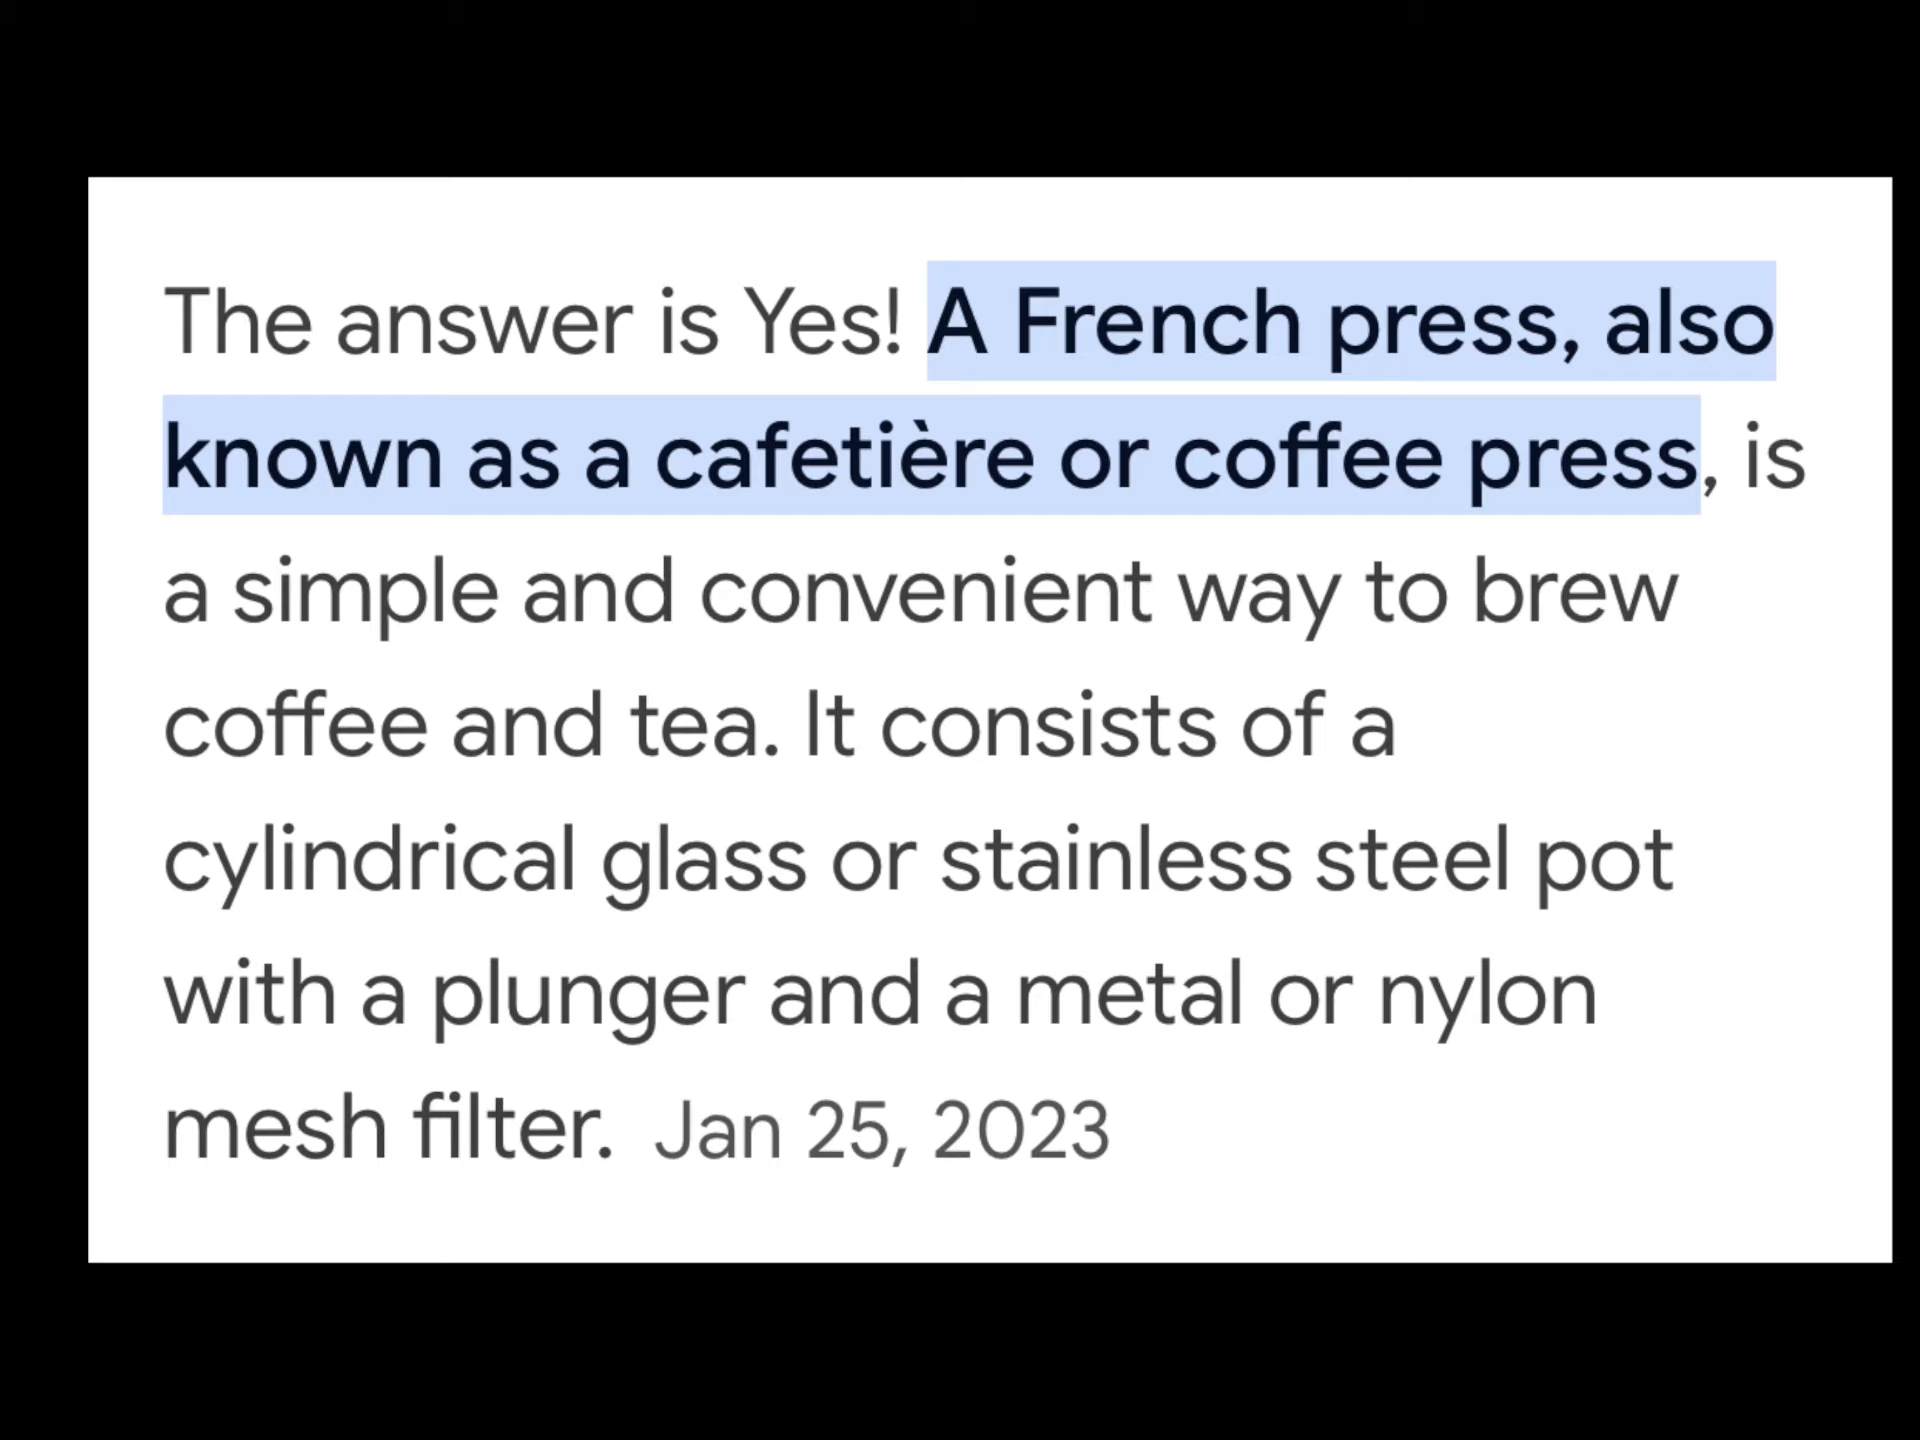 The answer is Yes! A French press, also
known as a cafetière or coffee press, is
a simple and convenient way to brew
coffee and tea. It consists of a
cylindrical glass or stainless steel pot
with a plunger and a metal or nylon
mesh filter. Jan 25, 2023